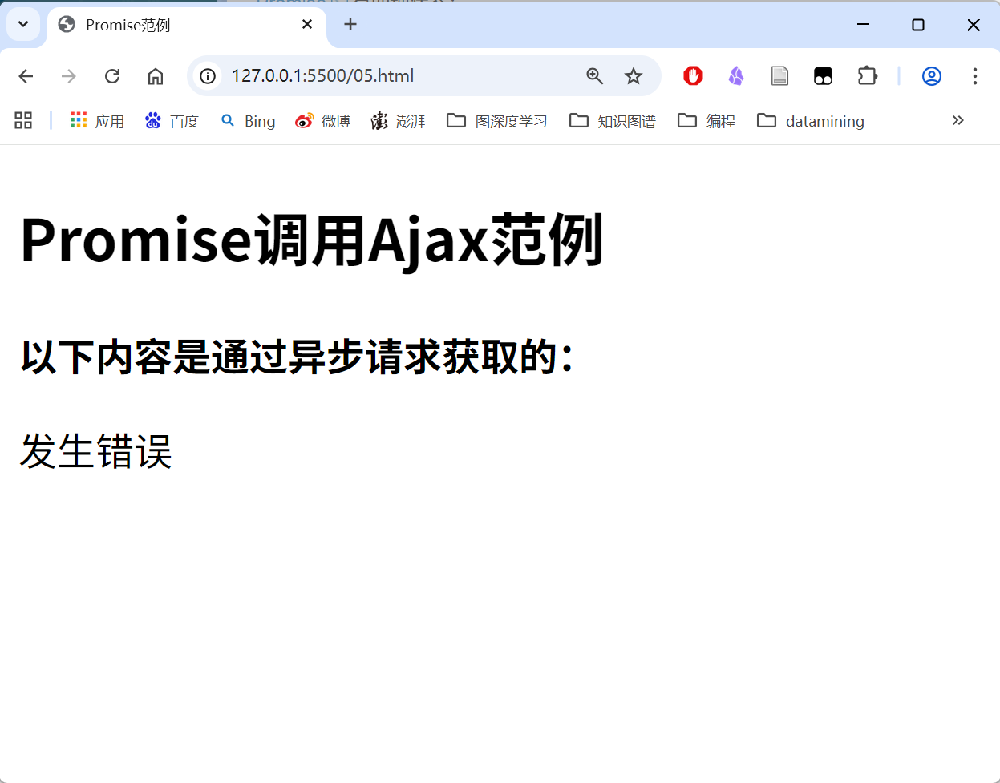 Promise范例
127.0.0.1:5500/05.html
应用 百度 Bing 微博 澎湃 图深度学习 知识图谱 编程 datamining
Promise调用Ajax范例
以下内容是通过异步请求获取的：
发生错误